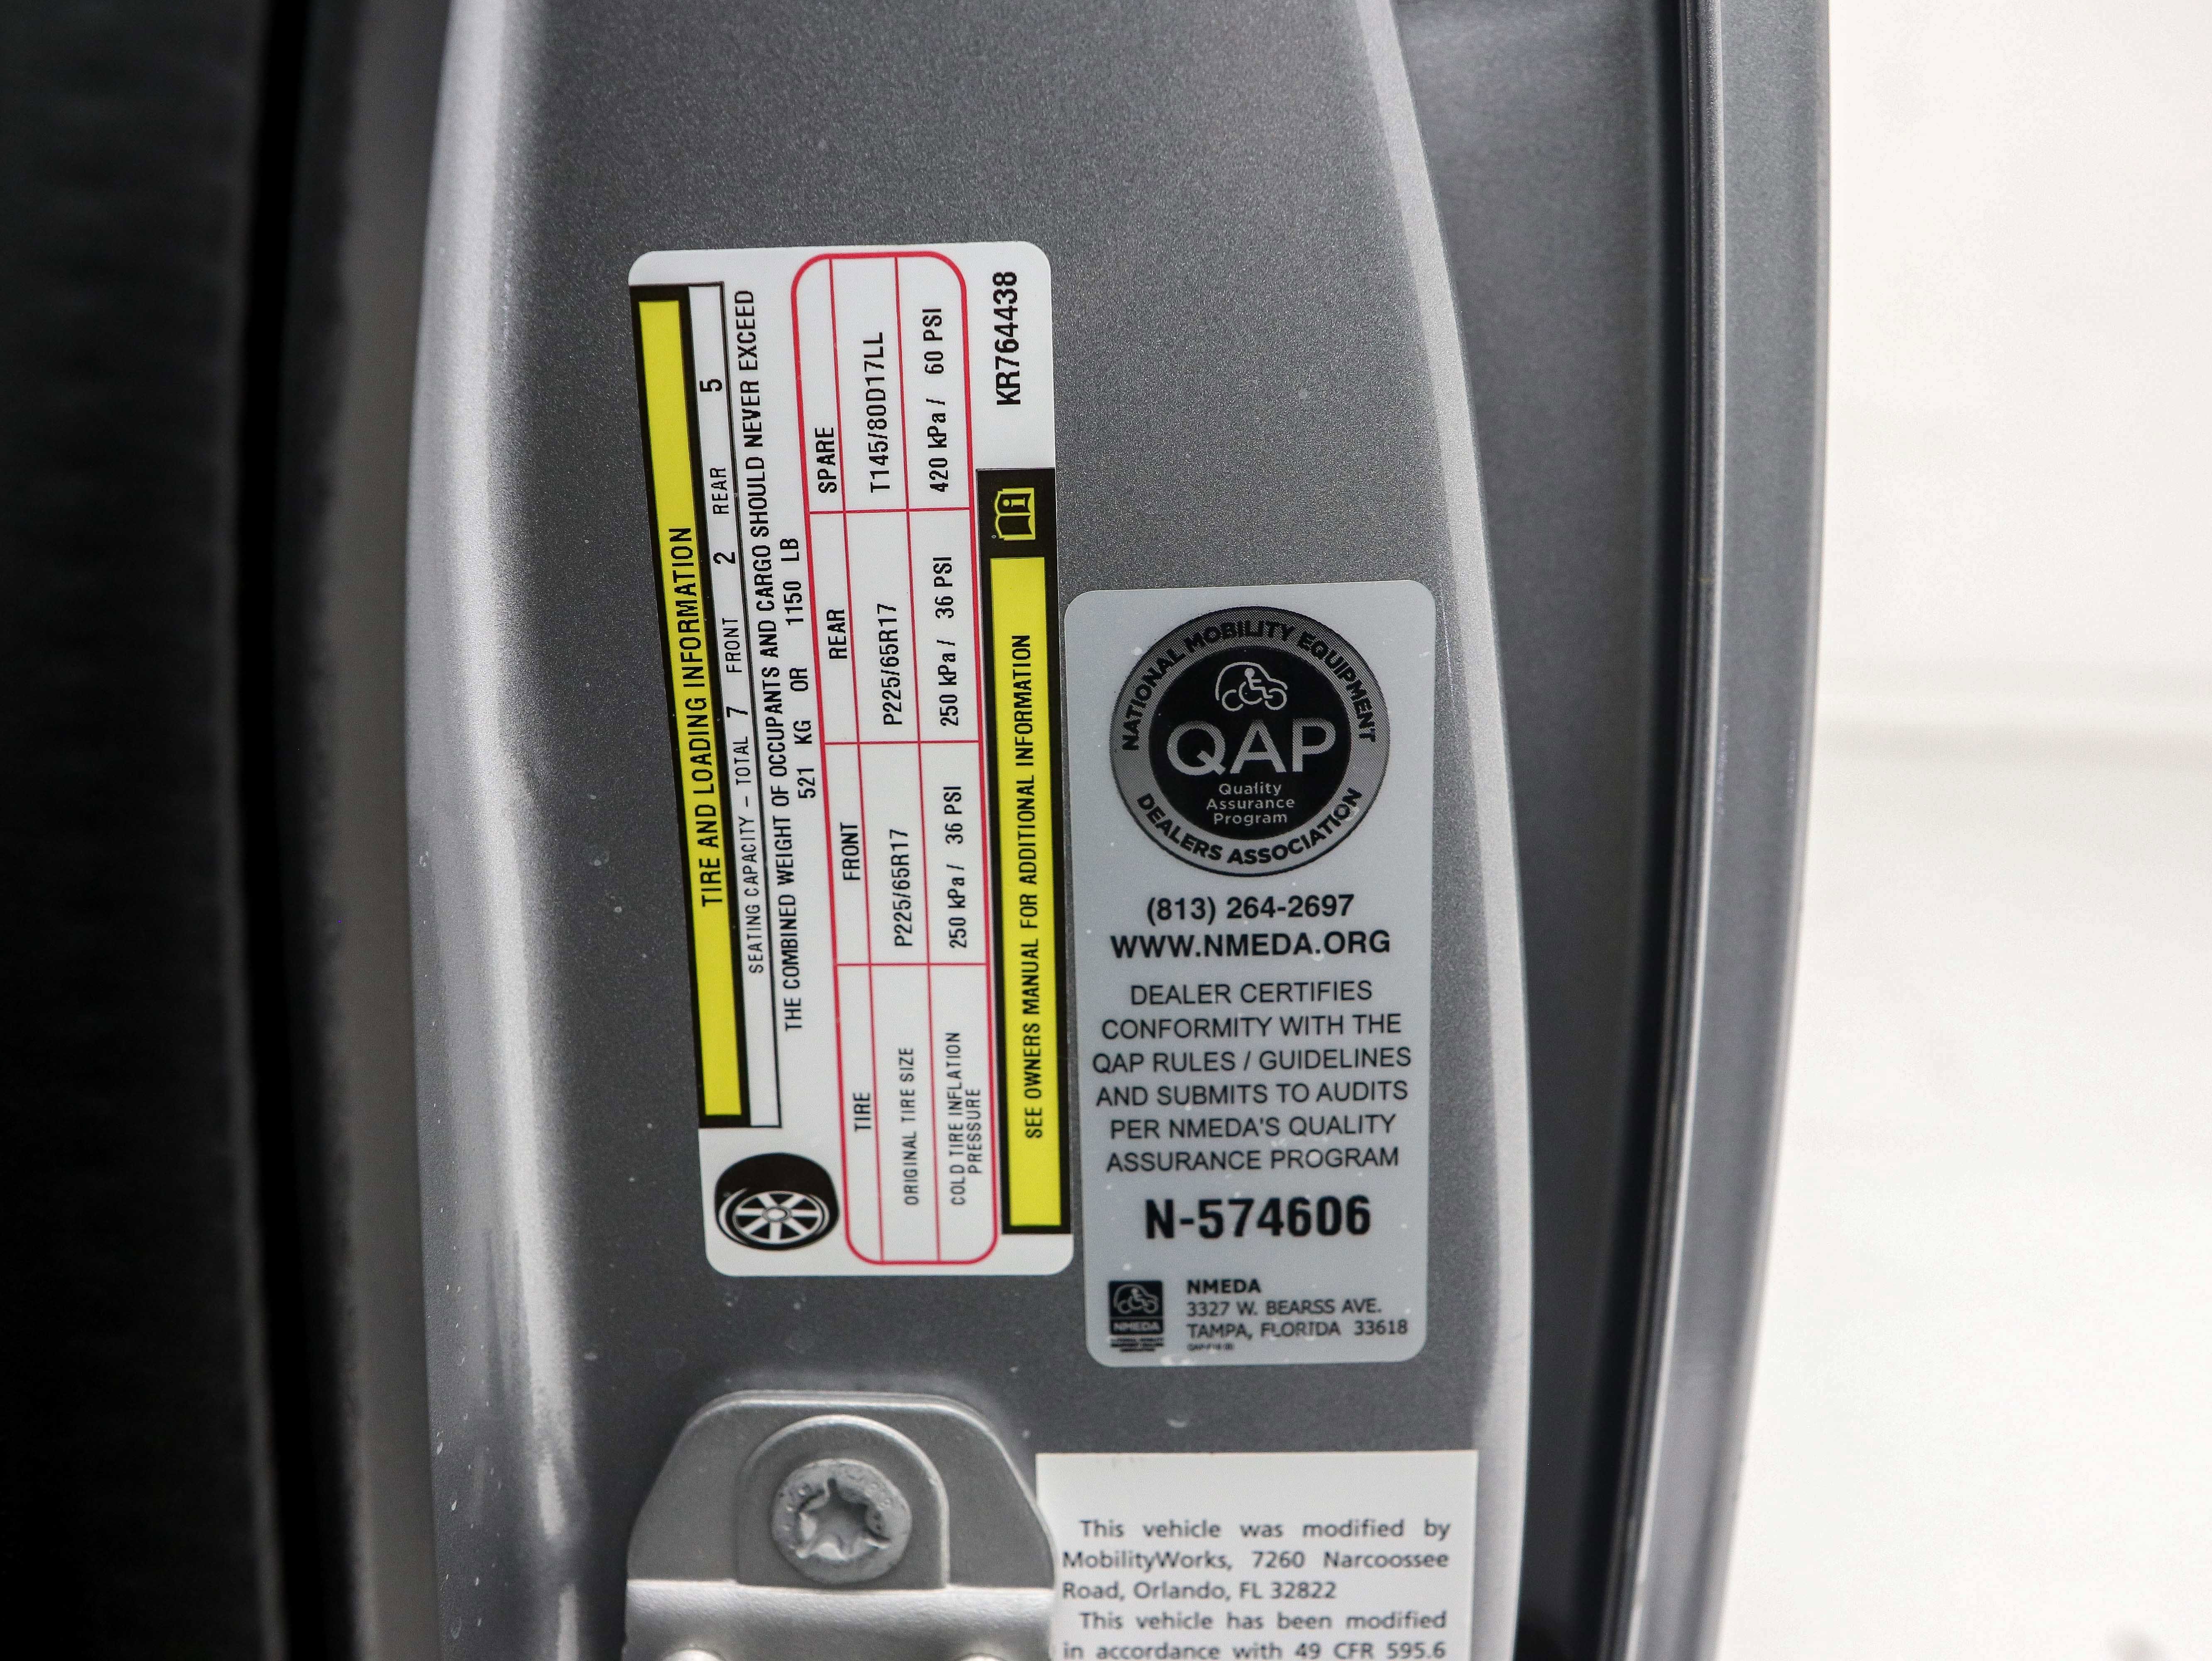 TIRE AND LOADING INFORMATION
SEATING CAPACITY – TOTAL 7 FRONT 2 REAR 5
THE COMBINED WEIGHT OF OCCUPANTS AND CARGO SHOULD NEVER EXCEED
521 KG OR 1150 LB
TIRE FRONT REAR SPARE
ORIGINAL TIRE SIZE P225/65R17 P225/65R17 T145/80D17LL
COLD TIRE INFLATION
PRESSURE 250 kPa / 36 PSI 250 kPa / 36 PSI 420 kPa / 60 PSI
SEE OWNERS MANUAL FOR ADDITIONAL INFORMATION
KR764438
NATIONAL MOBILITY EQUIPMENT
QAP
Quality
Assurance
Program
DEALERS ASSOCIATION
(813) 264-2697
WWW.NMEDA.ORG
DEALER CERTIFIES
CONFORMITY WITH THE
QAP RULES / GUIDELINES
AND SUBMITS TO AUDITS
PER NMEDA'S QUALITY
ASSURANCE PROGRAM
N-574606
NMEDA
NMEDA
3327 W. BEARSS AVE.
TAMPA, FLORIDA 33618
This vehicle was modified by
MobilityWorks, 7260 Narcoossee
Road, Orlando, FL 32822
This vehicle has been modified
in accordance with 49 CFR 595.6